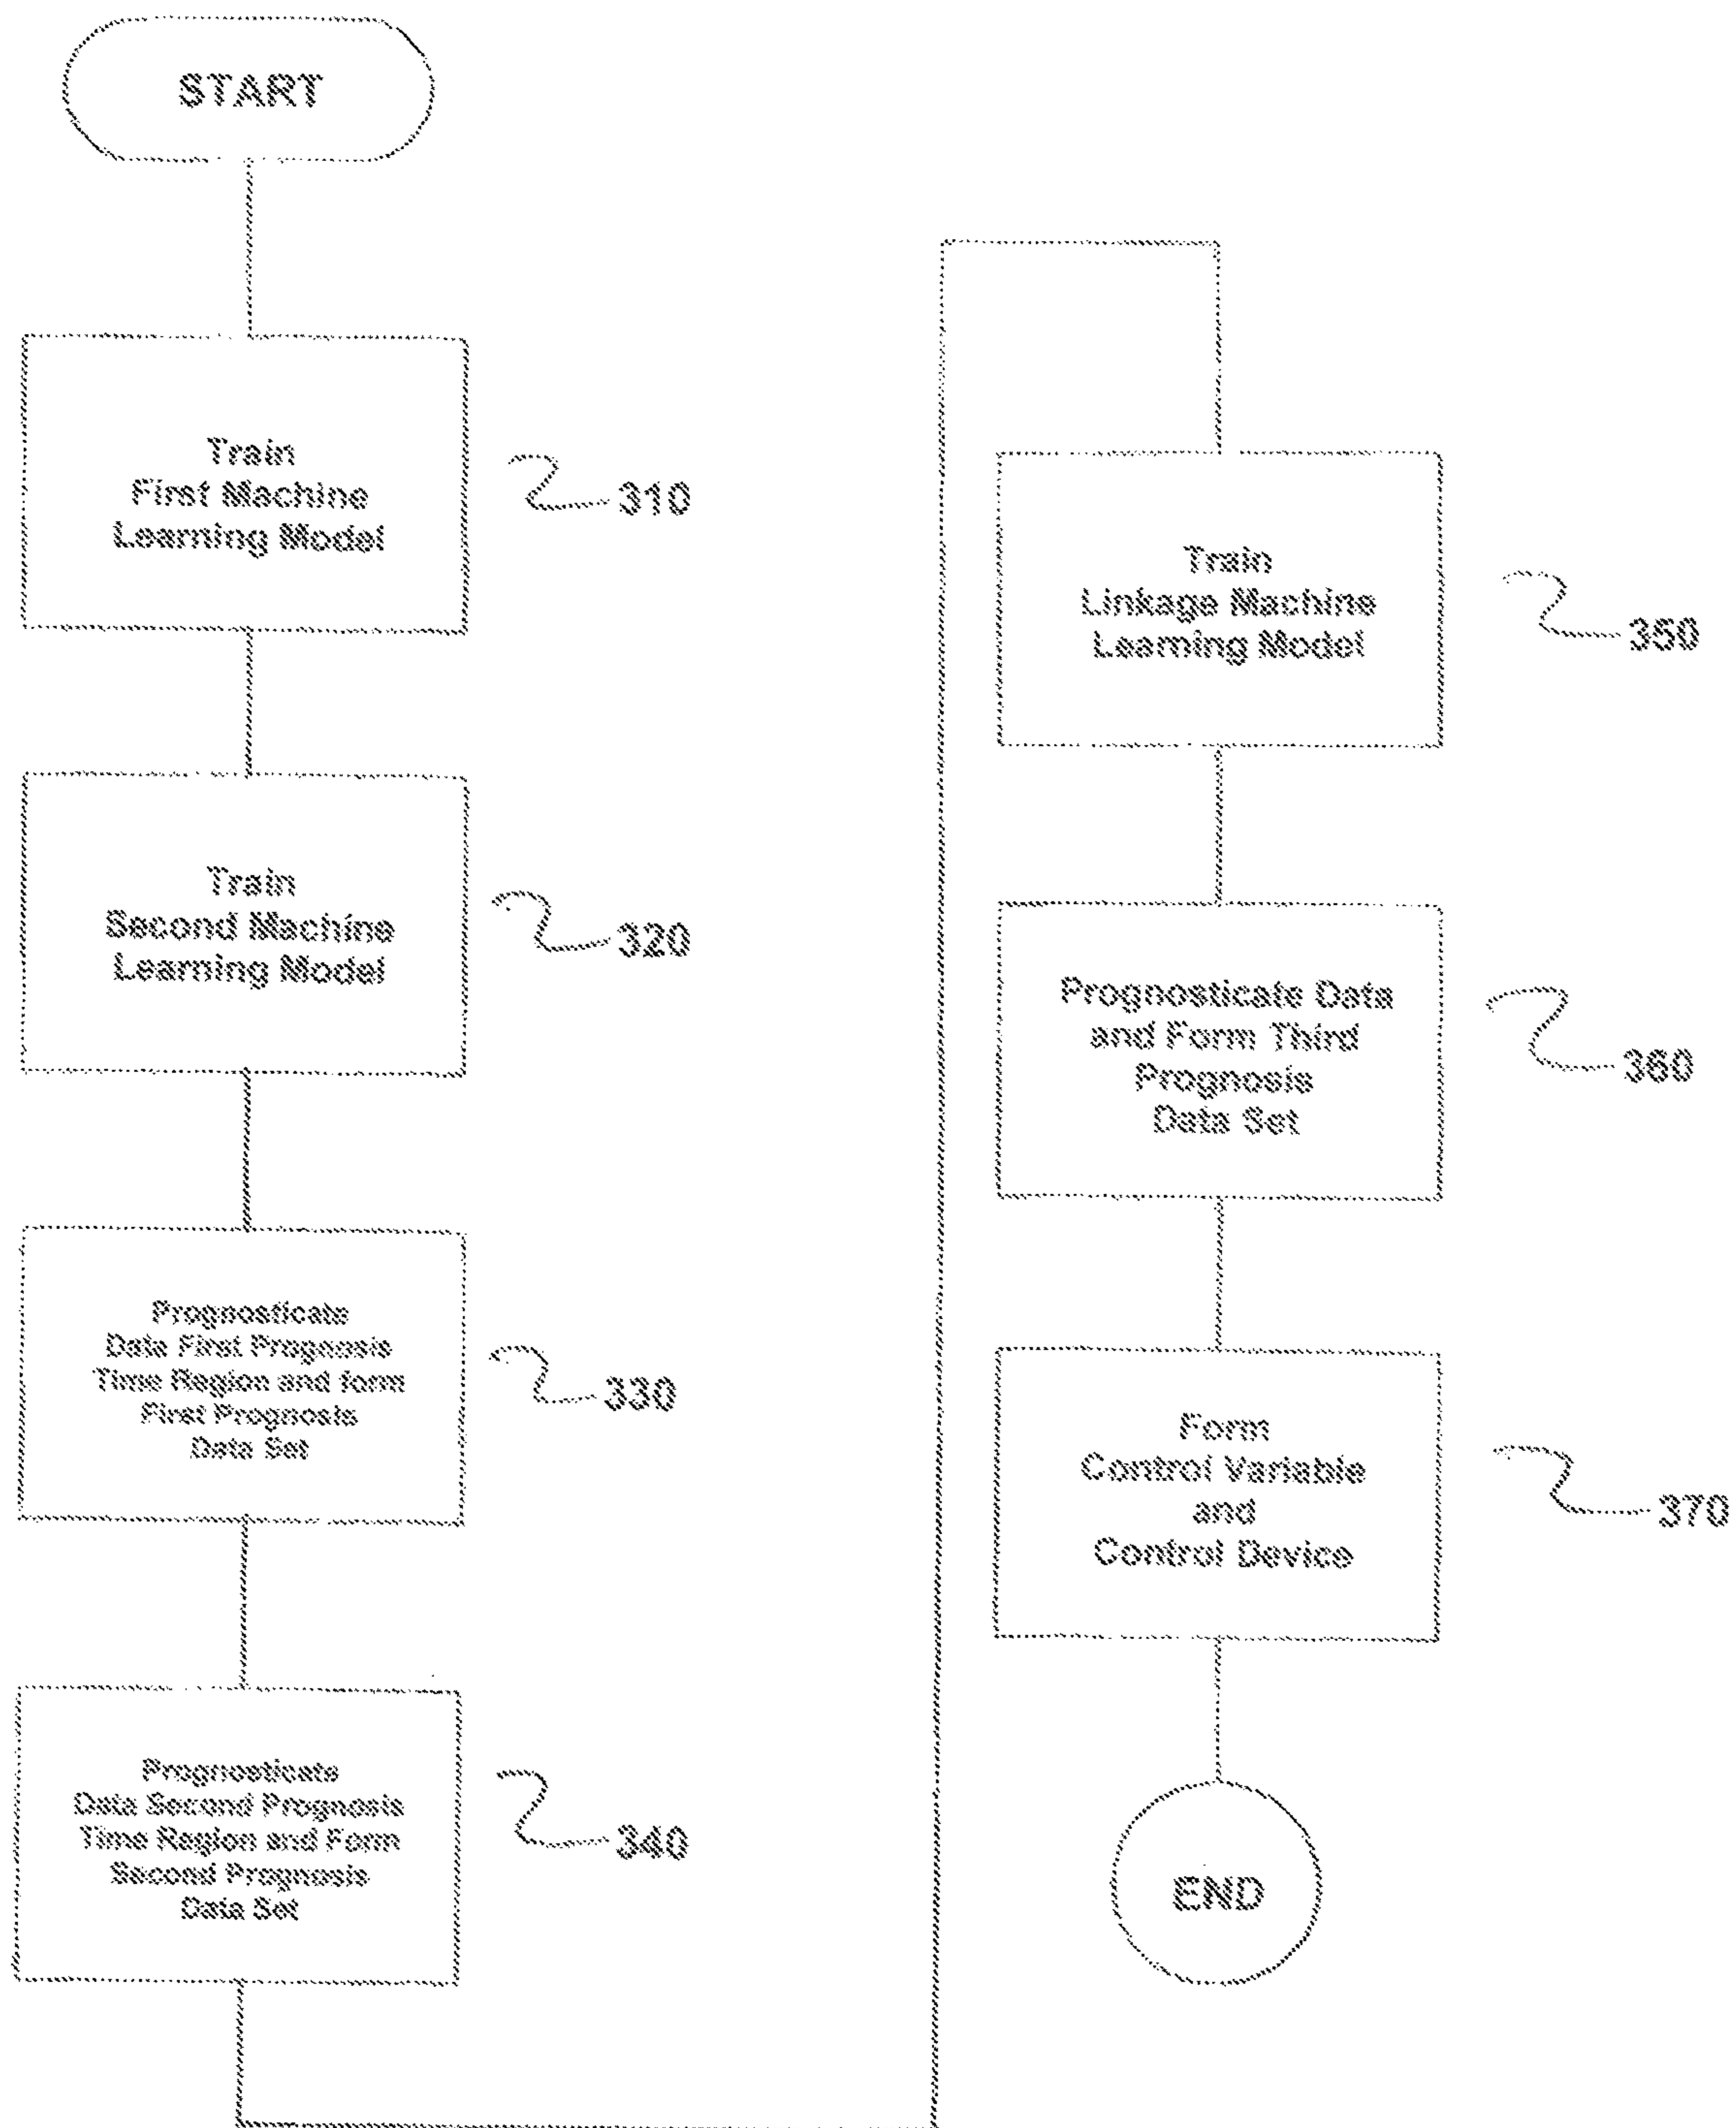 START
Train
First Machine
Learning Model
310
Train
Second Machine
Learning Model
320
Prognosticate
Data First Prognosis
Time Region and form
First Prognosis
Data Set
330
Prognosticate
Data Second Prognosis
Time Region and Form
Second Prognosis
Data Set
340
Train
Linkage Machine
Learning Model
350
Prognosticate Data
and Form Third
Prognosis
Data Set
360
Form
Control Variable
and
Control Device
370
END